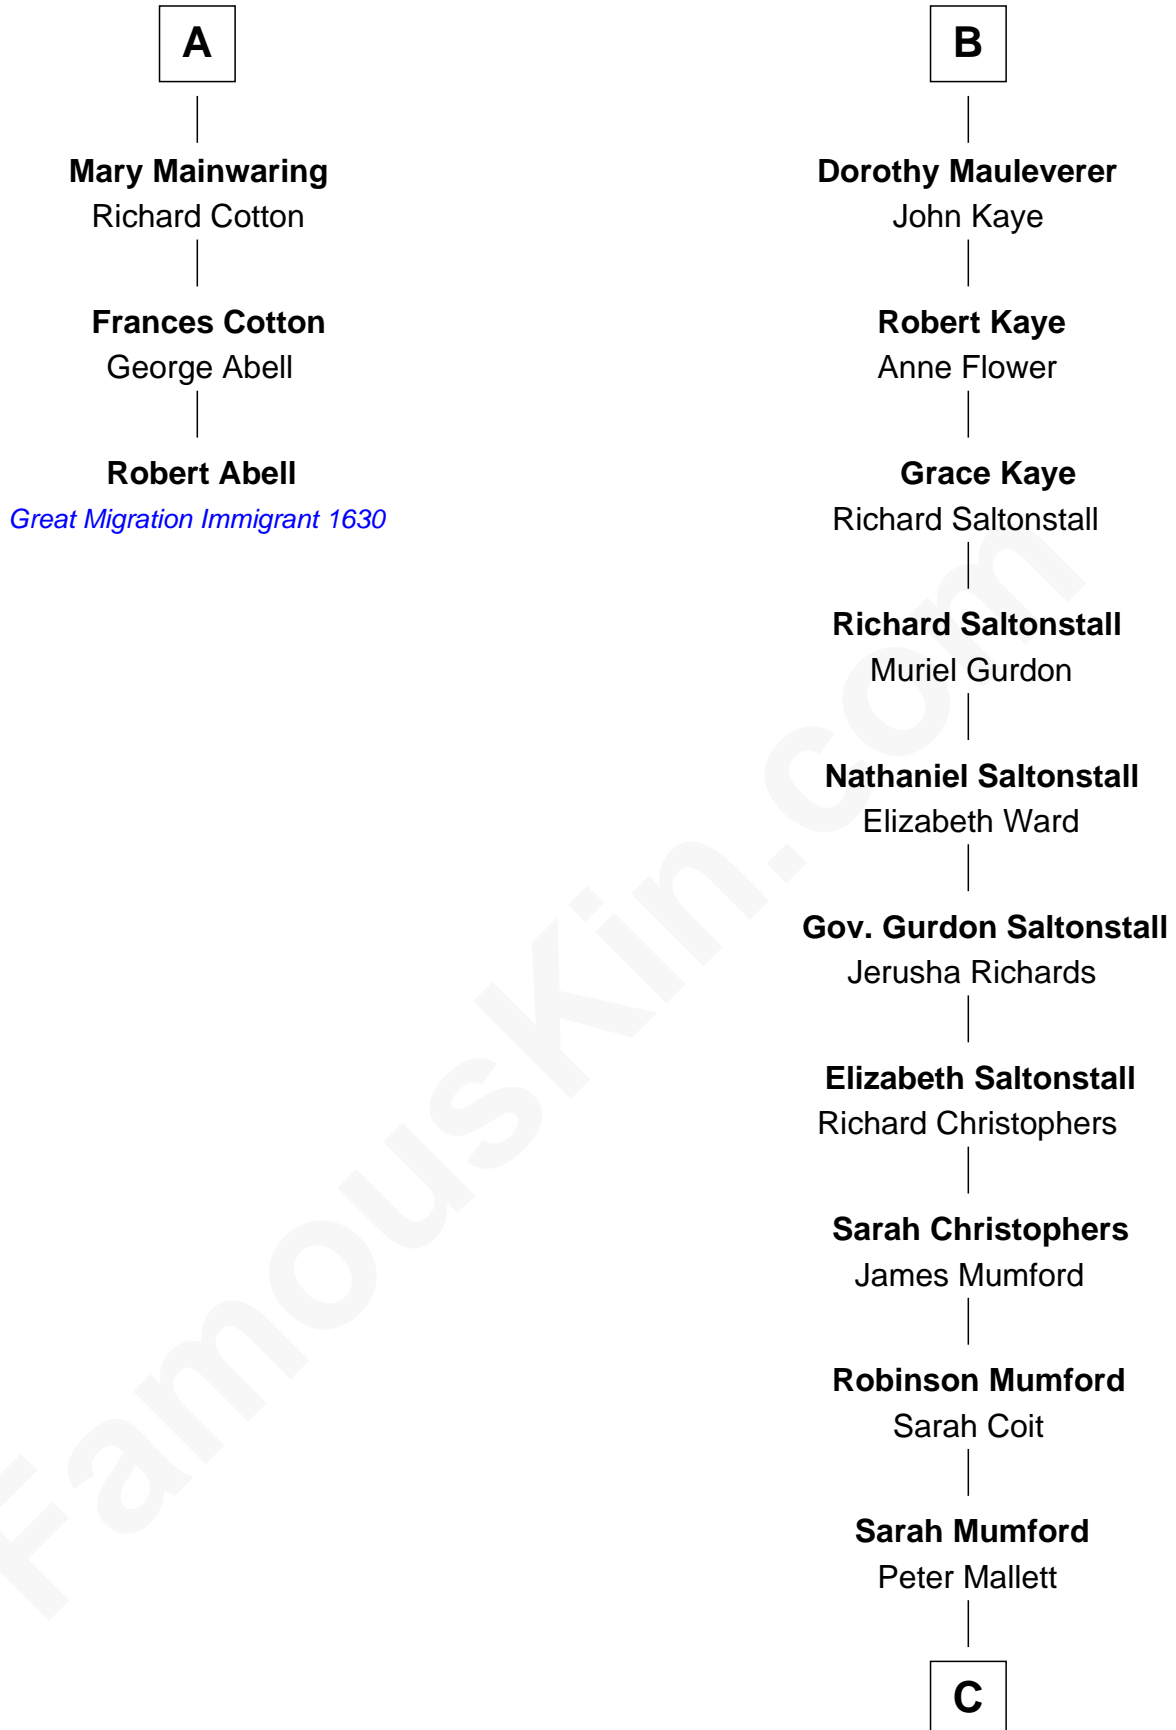 A
Mary Mainwaring
Richard Cotton
Frances Cotton
George Abell
Robert Abell
Great Migration Immigrant 1630
B
Dorothy Mauleverer
John Kaye
Robert Kaye
Anne Flower
Grace Kaye
Richard Saltonstall
Richard Saltonstall
Muriel Gurdon
Nathaniel Saltonstall
Elizabeth Ward
Gov. Gurdon Saltonstall
Jerusha Richards
Elizabeth Saltonstall
Richard Christophers
Sarah Christophers
James Mumford
Robinson Mumford
Sarah Coit
Sarah Mumford
Peter Mallett
C
FamousKin.com